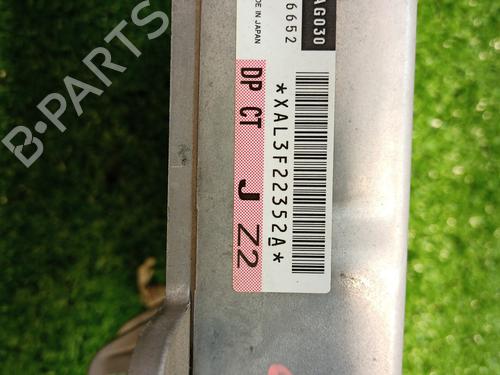 AG030
6652
DE IN JAPAN
*XAL3F22352A*
DP CT J Z2
B-PARTS